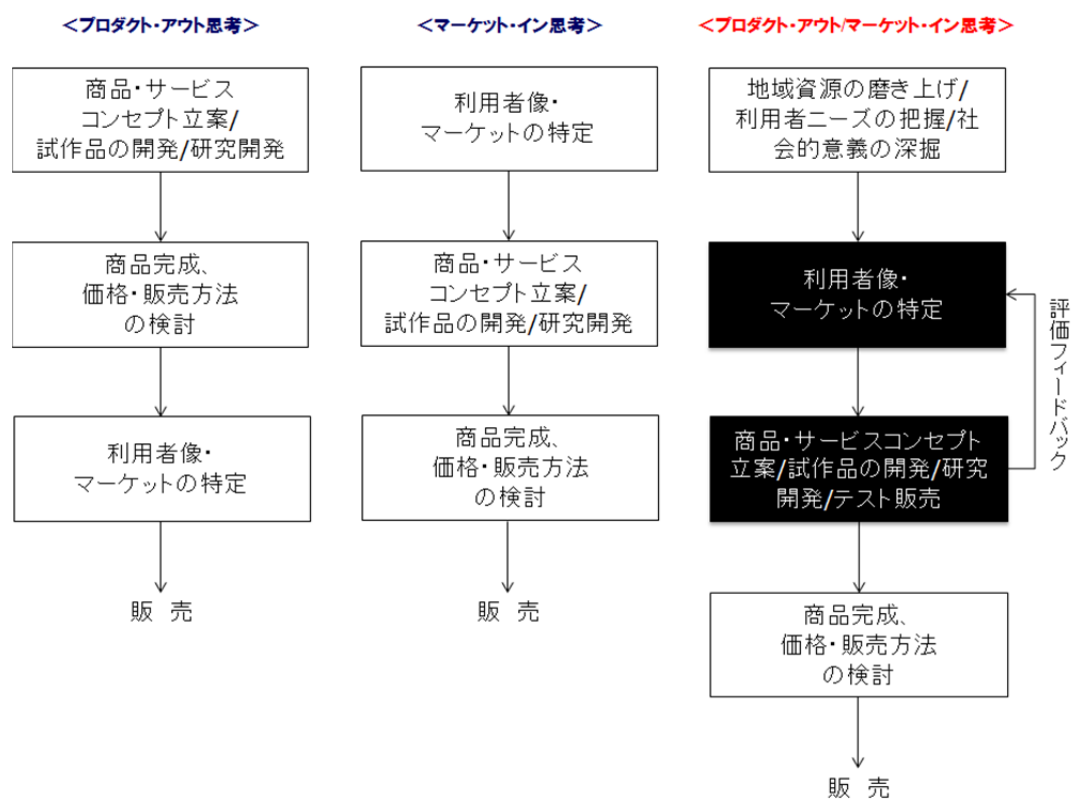 <プロダクト・アウト思考>
商品・サービス
コンセプト立案/
試作品の開発/研究開発
商品完成、
価格・販売方法
の検討
利用者像・
マーケットの特定
販 売
<マーケット・イン思考>
利用者像・
マーケットの特定
商品・サービス
コンセプト立案/
試作品の開発/研究開発
商品完成、
価格・販売方法
の検討
販 売
<プロダクト・アウト/マーケット・イン思考>
地域資源の磨き上げ/
利用者ニーズの把握/社
会的意義の深掘
利用者像・
マーケットの特定
商品・サービスコンセプト
立案/試作品の開発/研究
開発/テスト販売
評価フィードバック
商品完成、
価格・販売方法
の検討
販 売